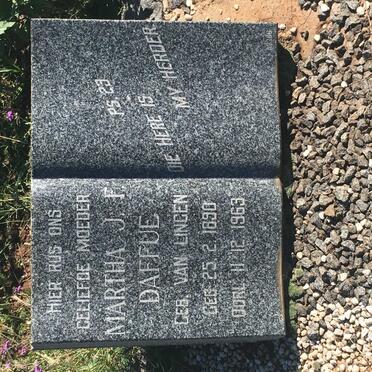 HIER RUS ONS
GELIEFDE MOEDER
MARTHA J. F.
DAFFUE
GEB. VAN LINGEN
GEB. 25. 2. 1890
OORL. 11. 12. 1963
PS. 23
DIE HERE IS
MY HERDER